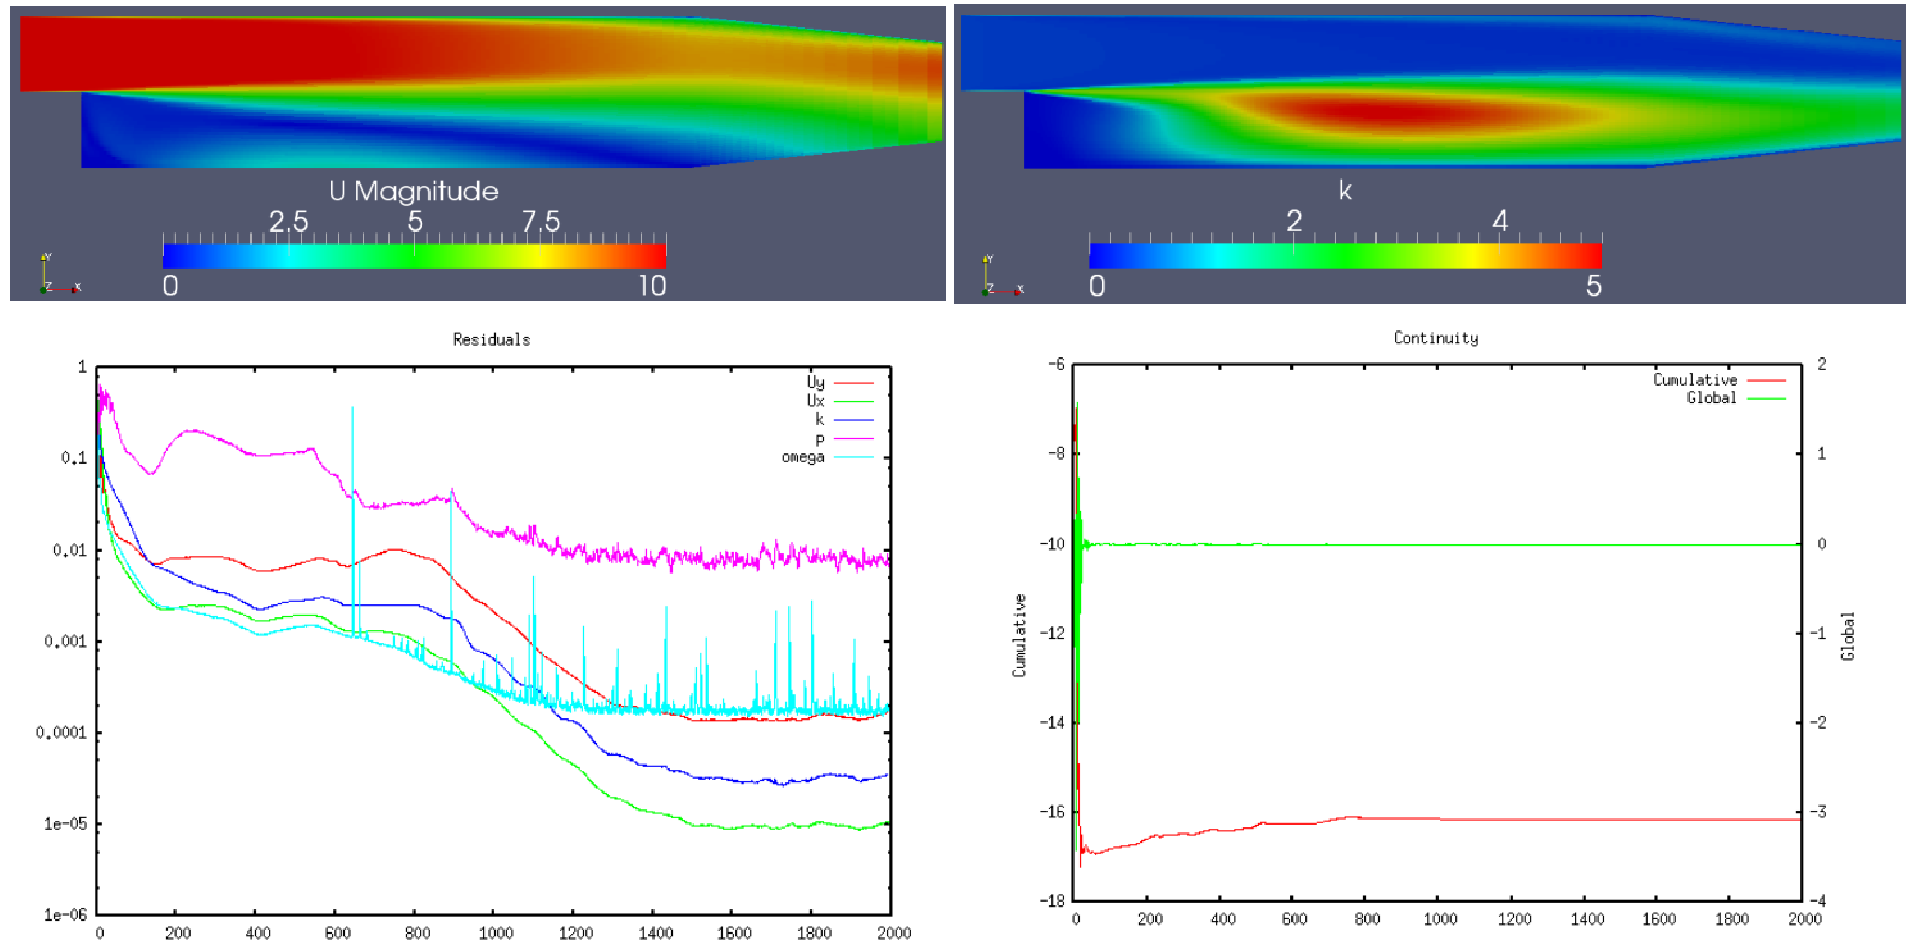 U Magnitude
2.5 5 7.5
0 10
Y
Z X
k
2 4
0 5
Y
Z X
Residuals
Uy
Ux
k
p
omega
1
0.1
0.01
0.001
0.0001
1e-05
1e-06
0 200 400 600 800 1000 1200 1400 1600 1800 2000
Continuity
Cumulative
Global
-6
-8
-10
-12
-14
-16
-18
Cumulative
2
1
0
-1
-2
-3
-4
Global
0 200 400 600 800 1000 1200 1400 1600 1800 2000